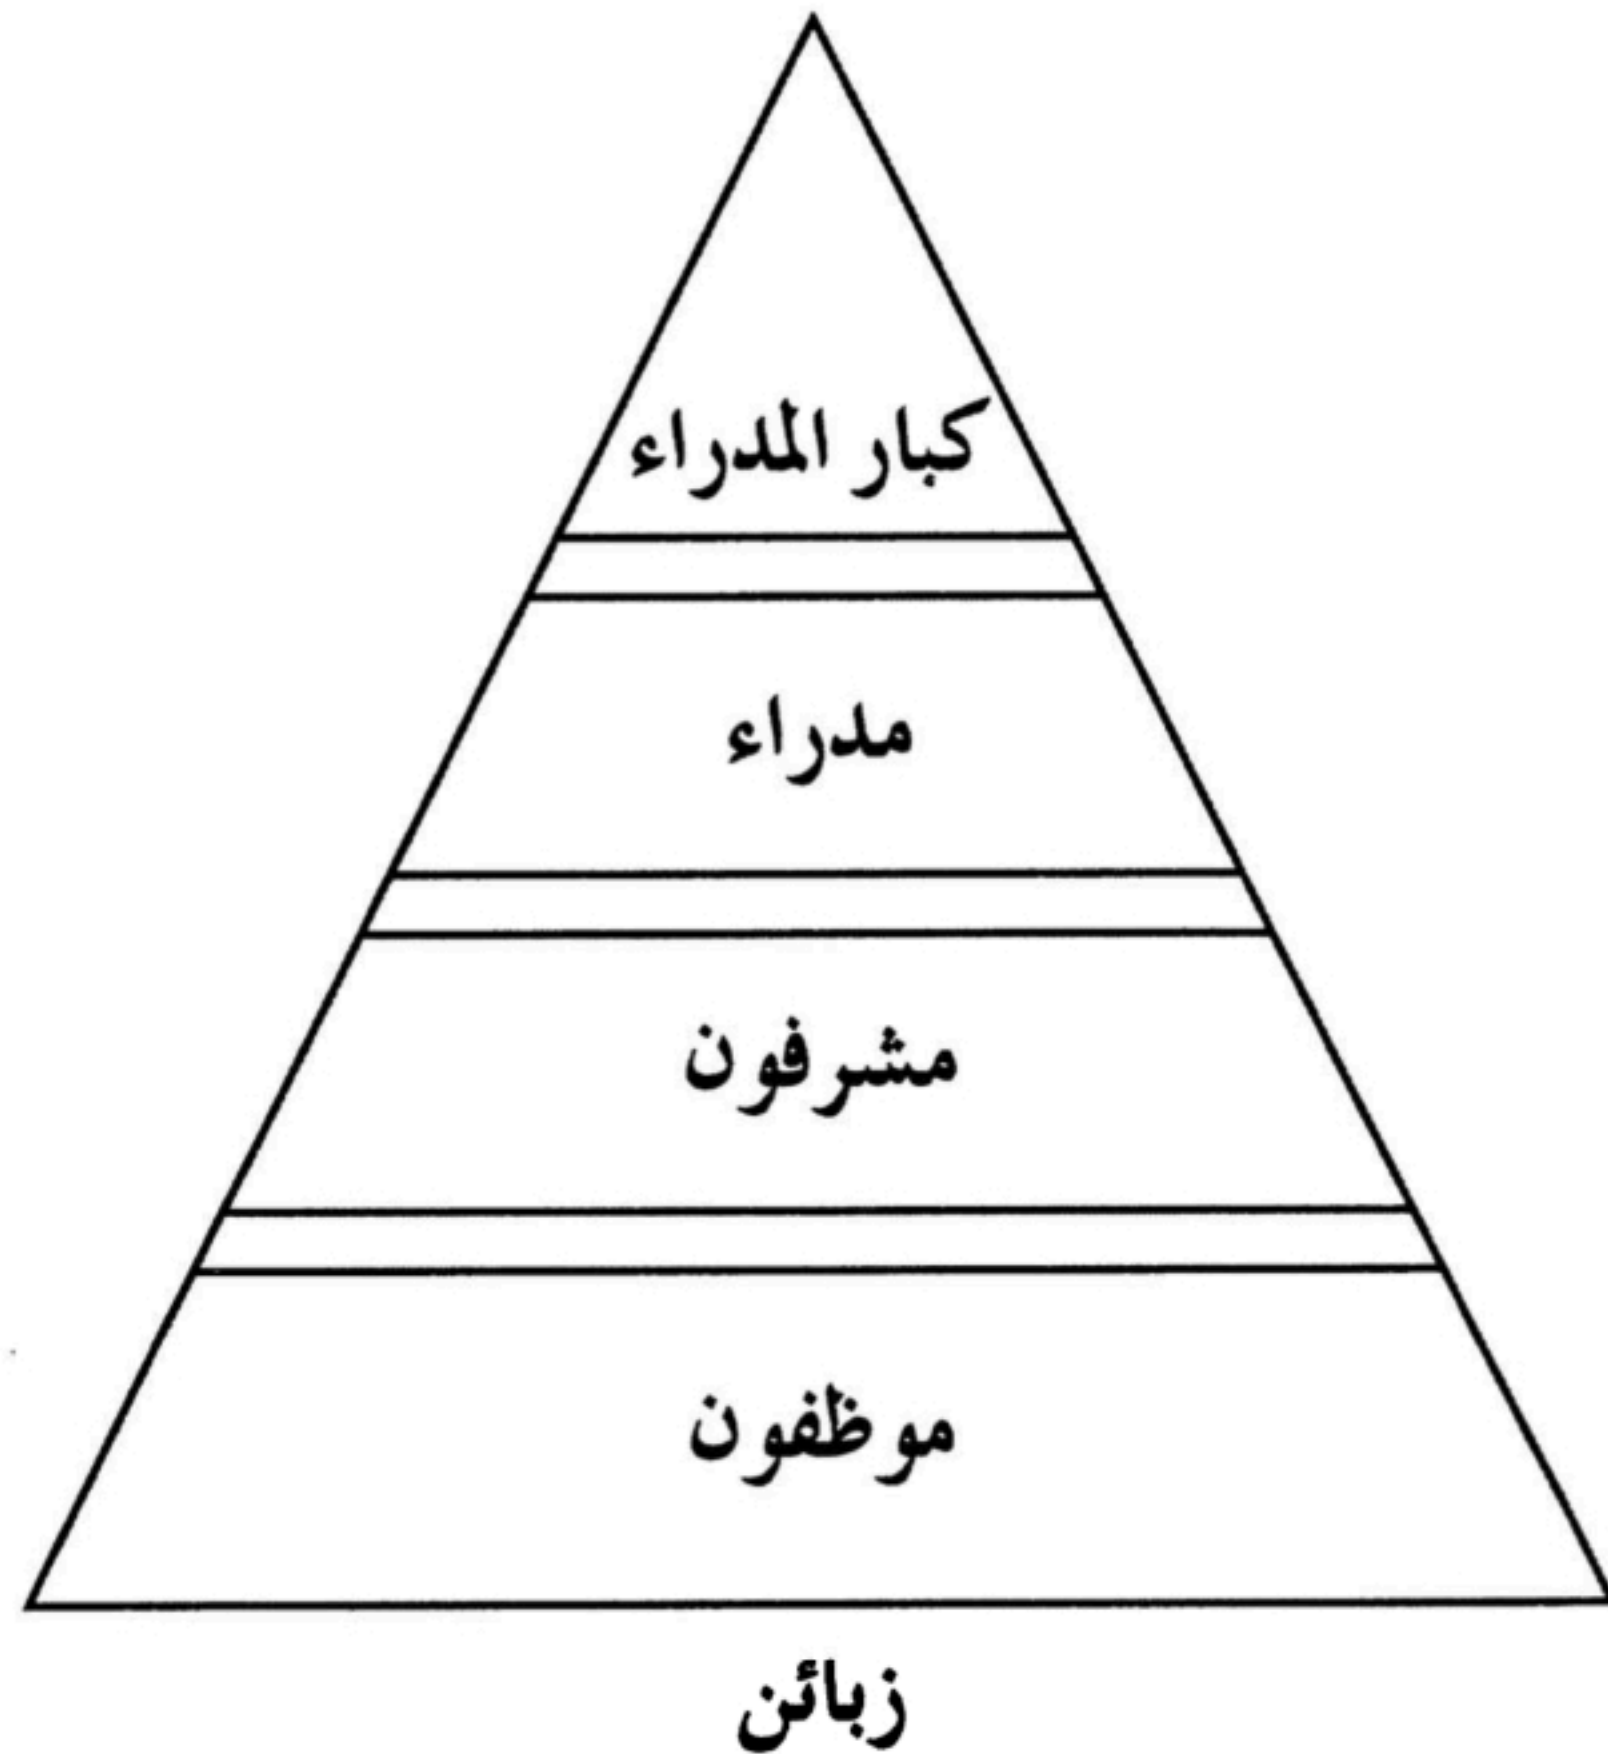 كبار المدراء
مدراء
مشرفون
موظفون
زبائن